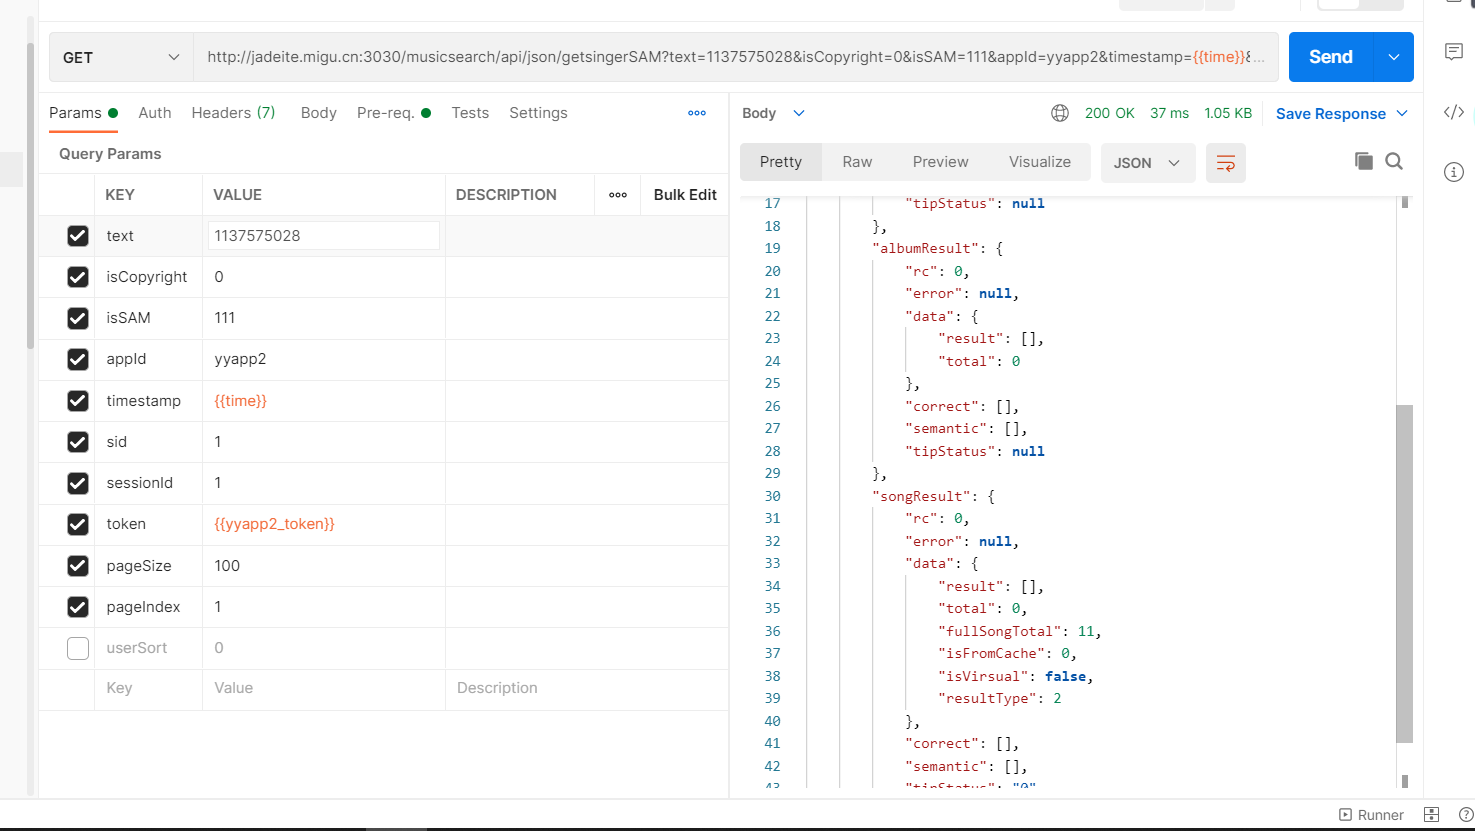 GET
http://jadeite.migu.cn:3030/musicsearch/api/json/getsingerSAM?text=1137575028&isCopyright=0&isSAM=111&appId=yyapp2&timestamp={{time}}&...
Send
Params Auth Headers (7) Body Pre-req. Tests Settings
Query Params
KEY VALUE DESCRIPTION Bulk Edit
text 1137575028
isCopyright 0
isSAM 111
appId yyapp2
timestamp {{time}}
sid 1
sessionId 1
token {{yyapp2_token}}
pageSize 100
pageIndex 1
userSort 0
Key Value Description
Body 200 OK 37 ms 1.05 KB Save Response
Pretty Raw Preview Visualize JSON
17 "tipStatus": null
18 },
19 "albumResult": {
20 "rc": 0,
21 "error": null,
22 "data": {
23 "result": [],
24 "total": 0
25 },
26 "correct": [],
27 "semantic": [],
28 "tipStatus": null
29 },
30 "songResult": {
31 "rc": 0,
32 "error": null,
33 "data": {
34 "result": [],
35 "total": 0,
36 "fullSongTotal": 11,
37 "isFromCache": 0,
38 "isVirsual": false,
39 "resultType": 2
40 },
41 "correct": [],
42 "semantic": [],
43 "tipStatus": "0"
Runner